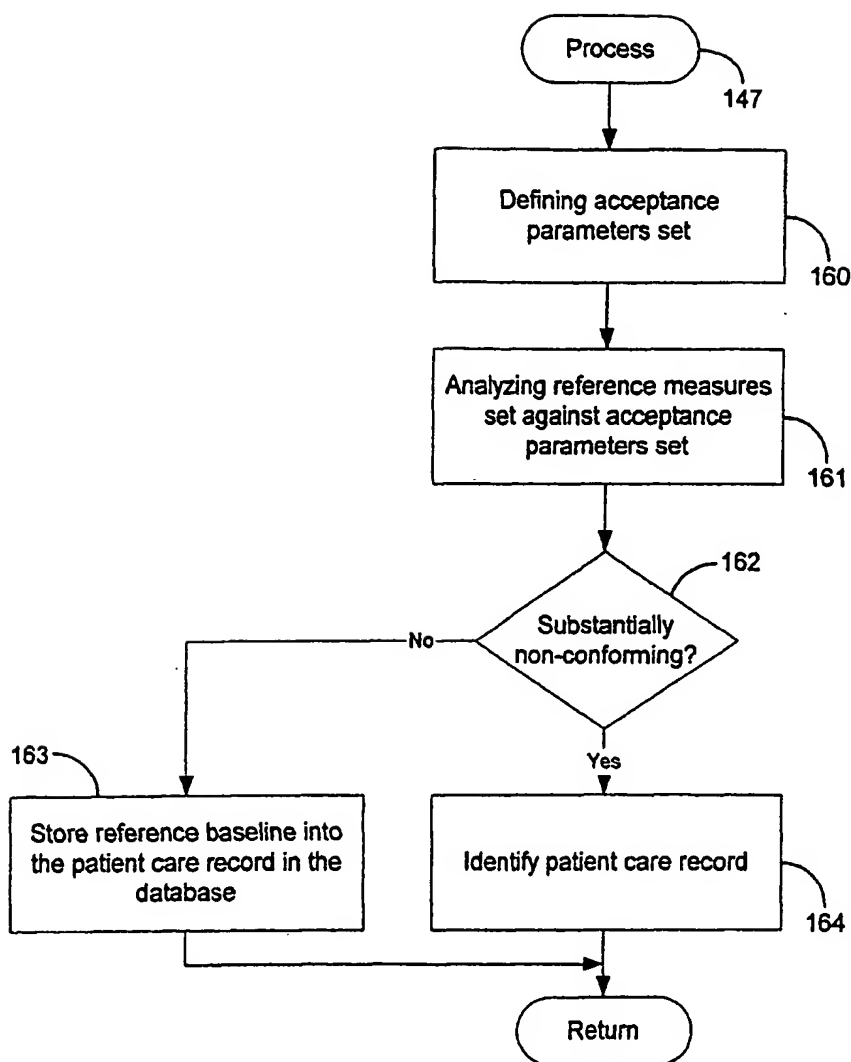 Process
147
Defining acceptance
parameters set
160
Analyzing reference measures
set against acceptance
parameters set
161
162
Substantially
non-conforming?
No
Yes
163
Store reference baseline into
the patient care record in the
database
Identify patient care record
164
Return